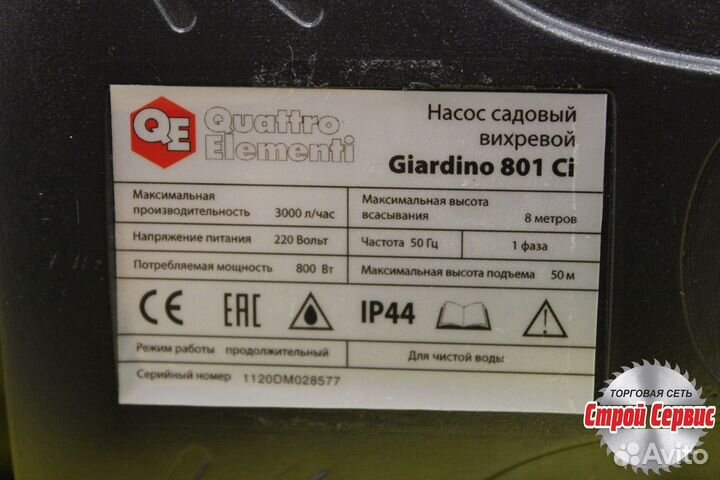 QE Quattro
Elementi
Насос садовый
вихревой
Giardino 801 Ci
Максимальная
производительность 3000 л/час
Максимальная высота
всасывания 8 метров
Напряжение питания 220 Вольт
Частота 50 Гц 1 фаза
Потребляемая мощность 800 Вт
Максимальная высота подъема 50 м
CE EAC IP44
Режим работы продолжительный
Для чистой воды
Серийный номер 1120DM028577
ТОРГОВАЯ СЕТЬ
Строй Сервис
Avito